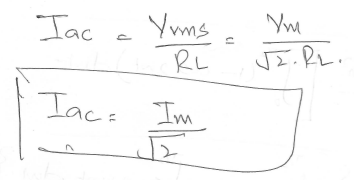 Iac = Vrms/RL = Vm/√2.RL.
Iac = Im/√2